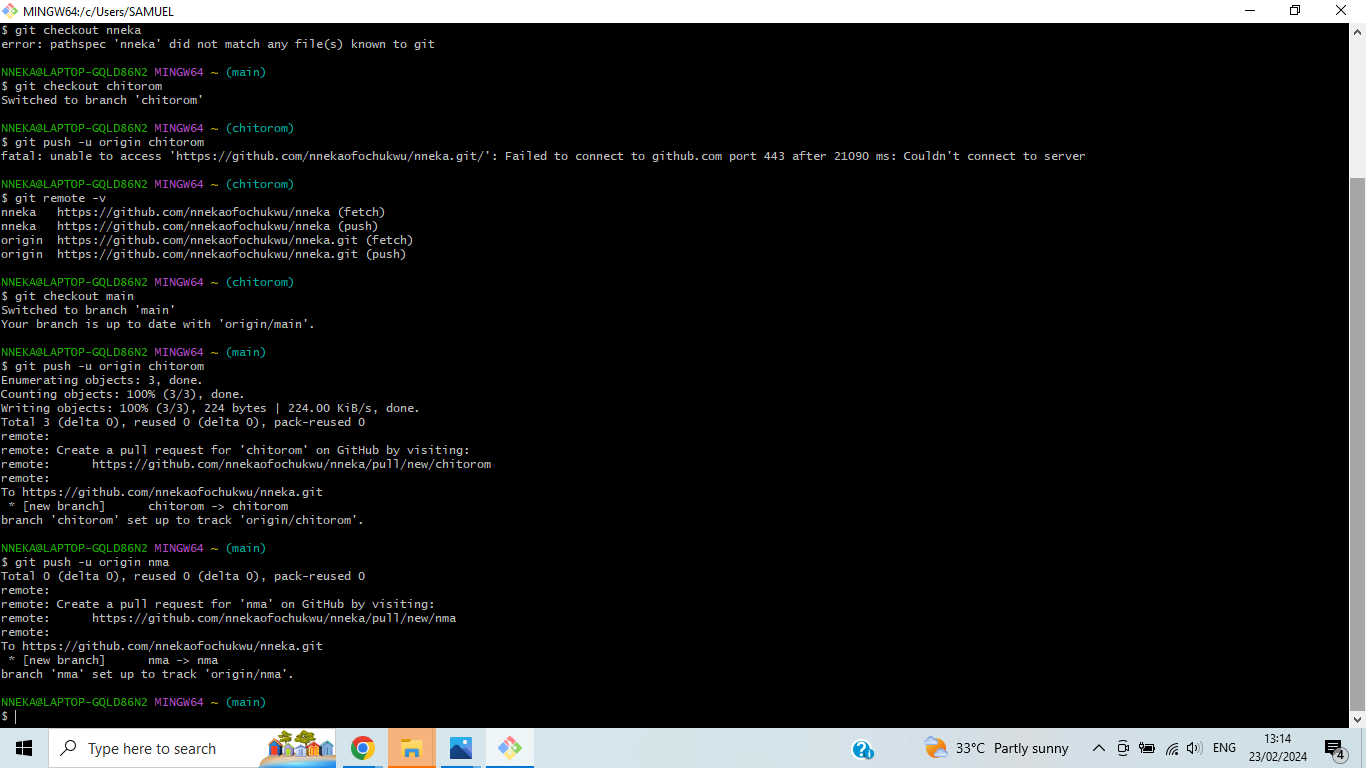 MINGW64:/c/Users/SAMUEL
$ git checkout nneka
error: pathspec 'nneka' did not match any file(s) known to git
NNEKA@LAPTOP-GQLD86N2 MINGW64 ~ (main)
$ git checkout chitorom
Switched to branch 'chitorom'
NNEKA@LAPTOP-GQLD86N2 MINGW64 ~ (chitorom)
$ git push -u origin chitorom
fatal: unable to access 'https://github.com/nnekaofochukwu/nneka.git/': Failed to connect to github.com port 443 after 21090 ms: Couldn't connect to server
NNEKA@LAPTOP-GQLD86N2 MINGW64 ~ (chitorom)
$ git remote -v
nneka   https://github.com/nnekaofochukwu/nneka (fetch)
nneka   https://github.com/nnekaofochukwu/nneka (push)
origin  https://github.com/nnekaofochukwu/nneka.git (fetch)
origin  https://github.com/nnekaofochukwu/nneka.git (push)
NNEKA@LAPTOP-GQLD86N2 MINGW64 ~ (chitorom)
$ git checkout main
Switched to branch 'main'
Your branch is up to date with 'origin/main'.
NNEKA@LAPTOP-GQLD86N2 MINGW64 ~ (main)
$ git push -u origin chitorom
Enumerating objects: 3, done.
Counting objects: 100% (3/3), done.
Writing objects: 100% (3/3), 224 bytes | 224.00 KiB/s, done.
Total 3 (delta 0), reused 0 (delta 0), pack-reused 0
remote:
remote: Create a pull request for 'chitorom' on GitHub by visiting:
remote:      https://github.com/nnekaofochukwu/nneka/pull/new/chitorom
remote:
To https://github.com/nnekaofochukwu/nneka.git
 * [new branch]      chitorom -> chitorom
branch 'chitorom' set up to track 'origin/chitorom'.
NNEKA@LAPTOP-GQLD86N2 MINGW64 ~ (main)
$ git push -u origin nma
Total 0 (delta 0), reused 0 (delta 0), pack-reused 0
remote:
remote: Create a pull request for 'nma' on GitHub by visiting:
remote:      https://github.com/nnekaofochukwu/nneka/pull/new/nma
remote:
To https://github.com/nnekaofochukwu/nneka.git
 * [new branch]      nma -> nma
branch 'nma' set up to track 'origin/nma'.
NNEKA@LAPTOP-GQLD86N2 MINGW64 ~ (main)
$
Type here to search
33°C Partly sunny
ENG
13:14
23/02/2024
4